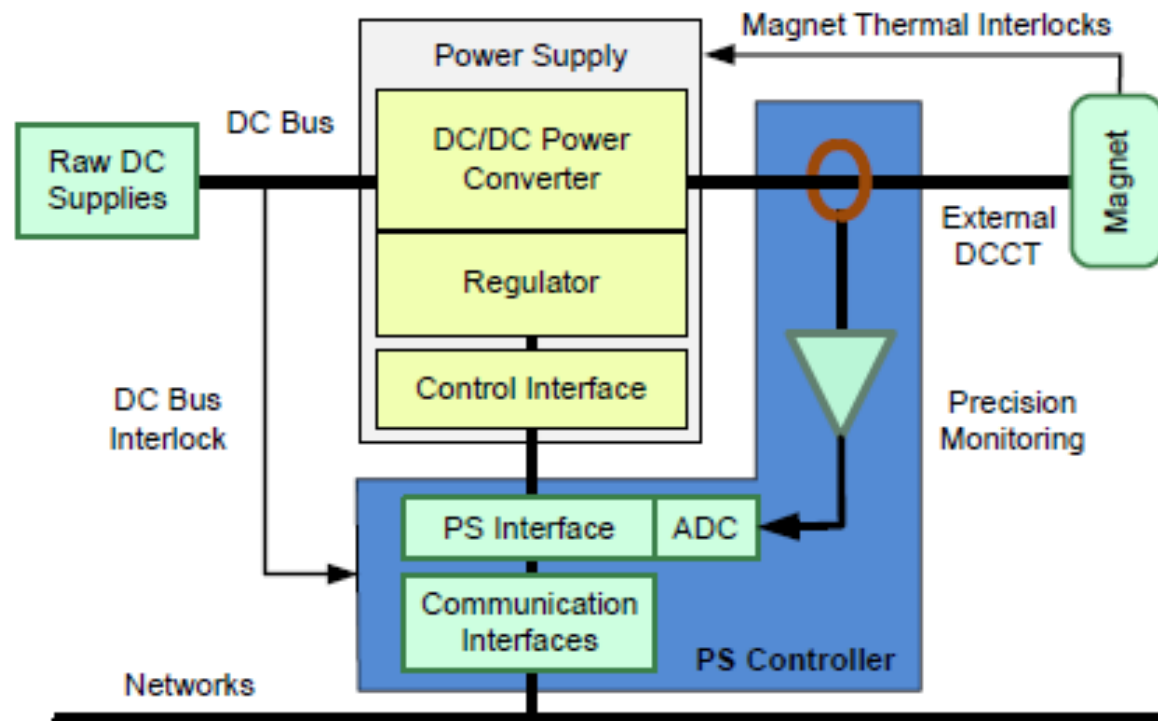 Magnet Thermal Interlocks
Power Supply
DC Bus
Raw DC
Supplies
DC/DC Power
Converter
Magnet
External
DCCT
Regulator
Control Interface
DC Bus
Interlock
Precision
Monitoring
PS Interface
ADC
Communication
Interfaces
PS Controller
Networks